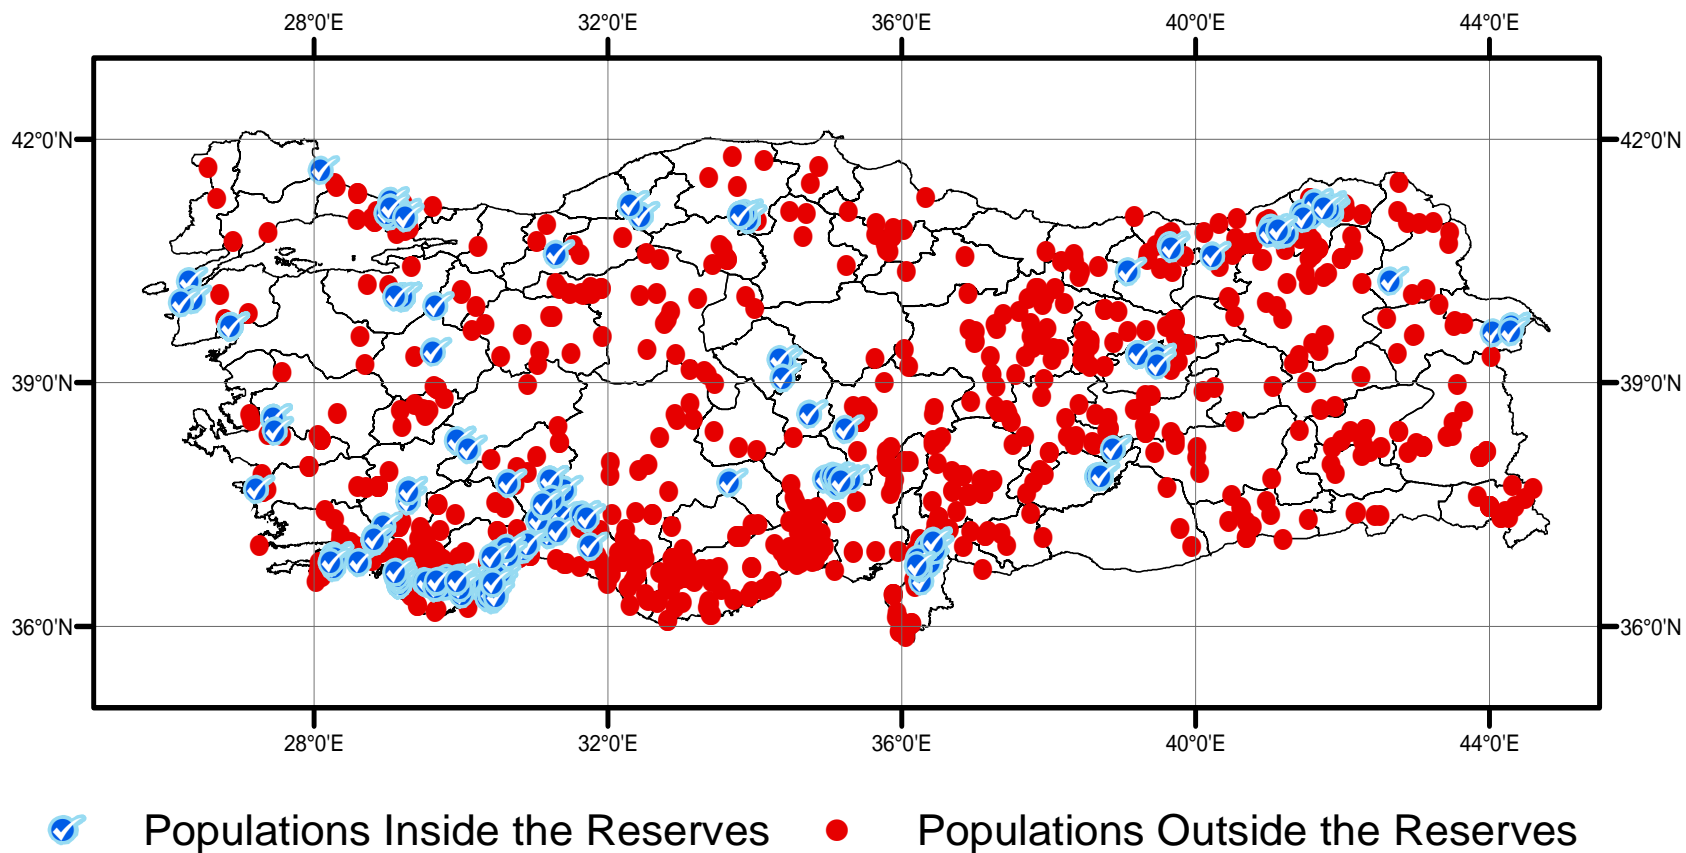 28°0'E 32°0'E 36°0'E 40°0'E 44°0'E
42°0'N 42°0'N
39°0'N 39°0'N
36°0'N 36°0'N
28°0'E 32°0'E 36°0'E 40°0'E 44°0'E
Populations Inside the Reserves Populations Outside the Reserves